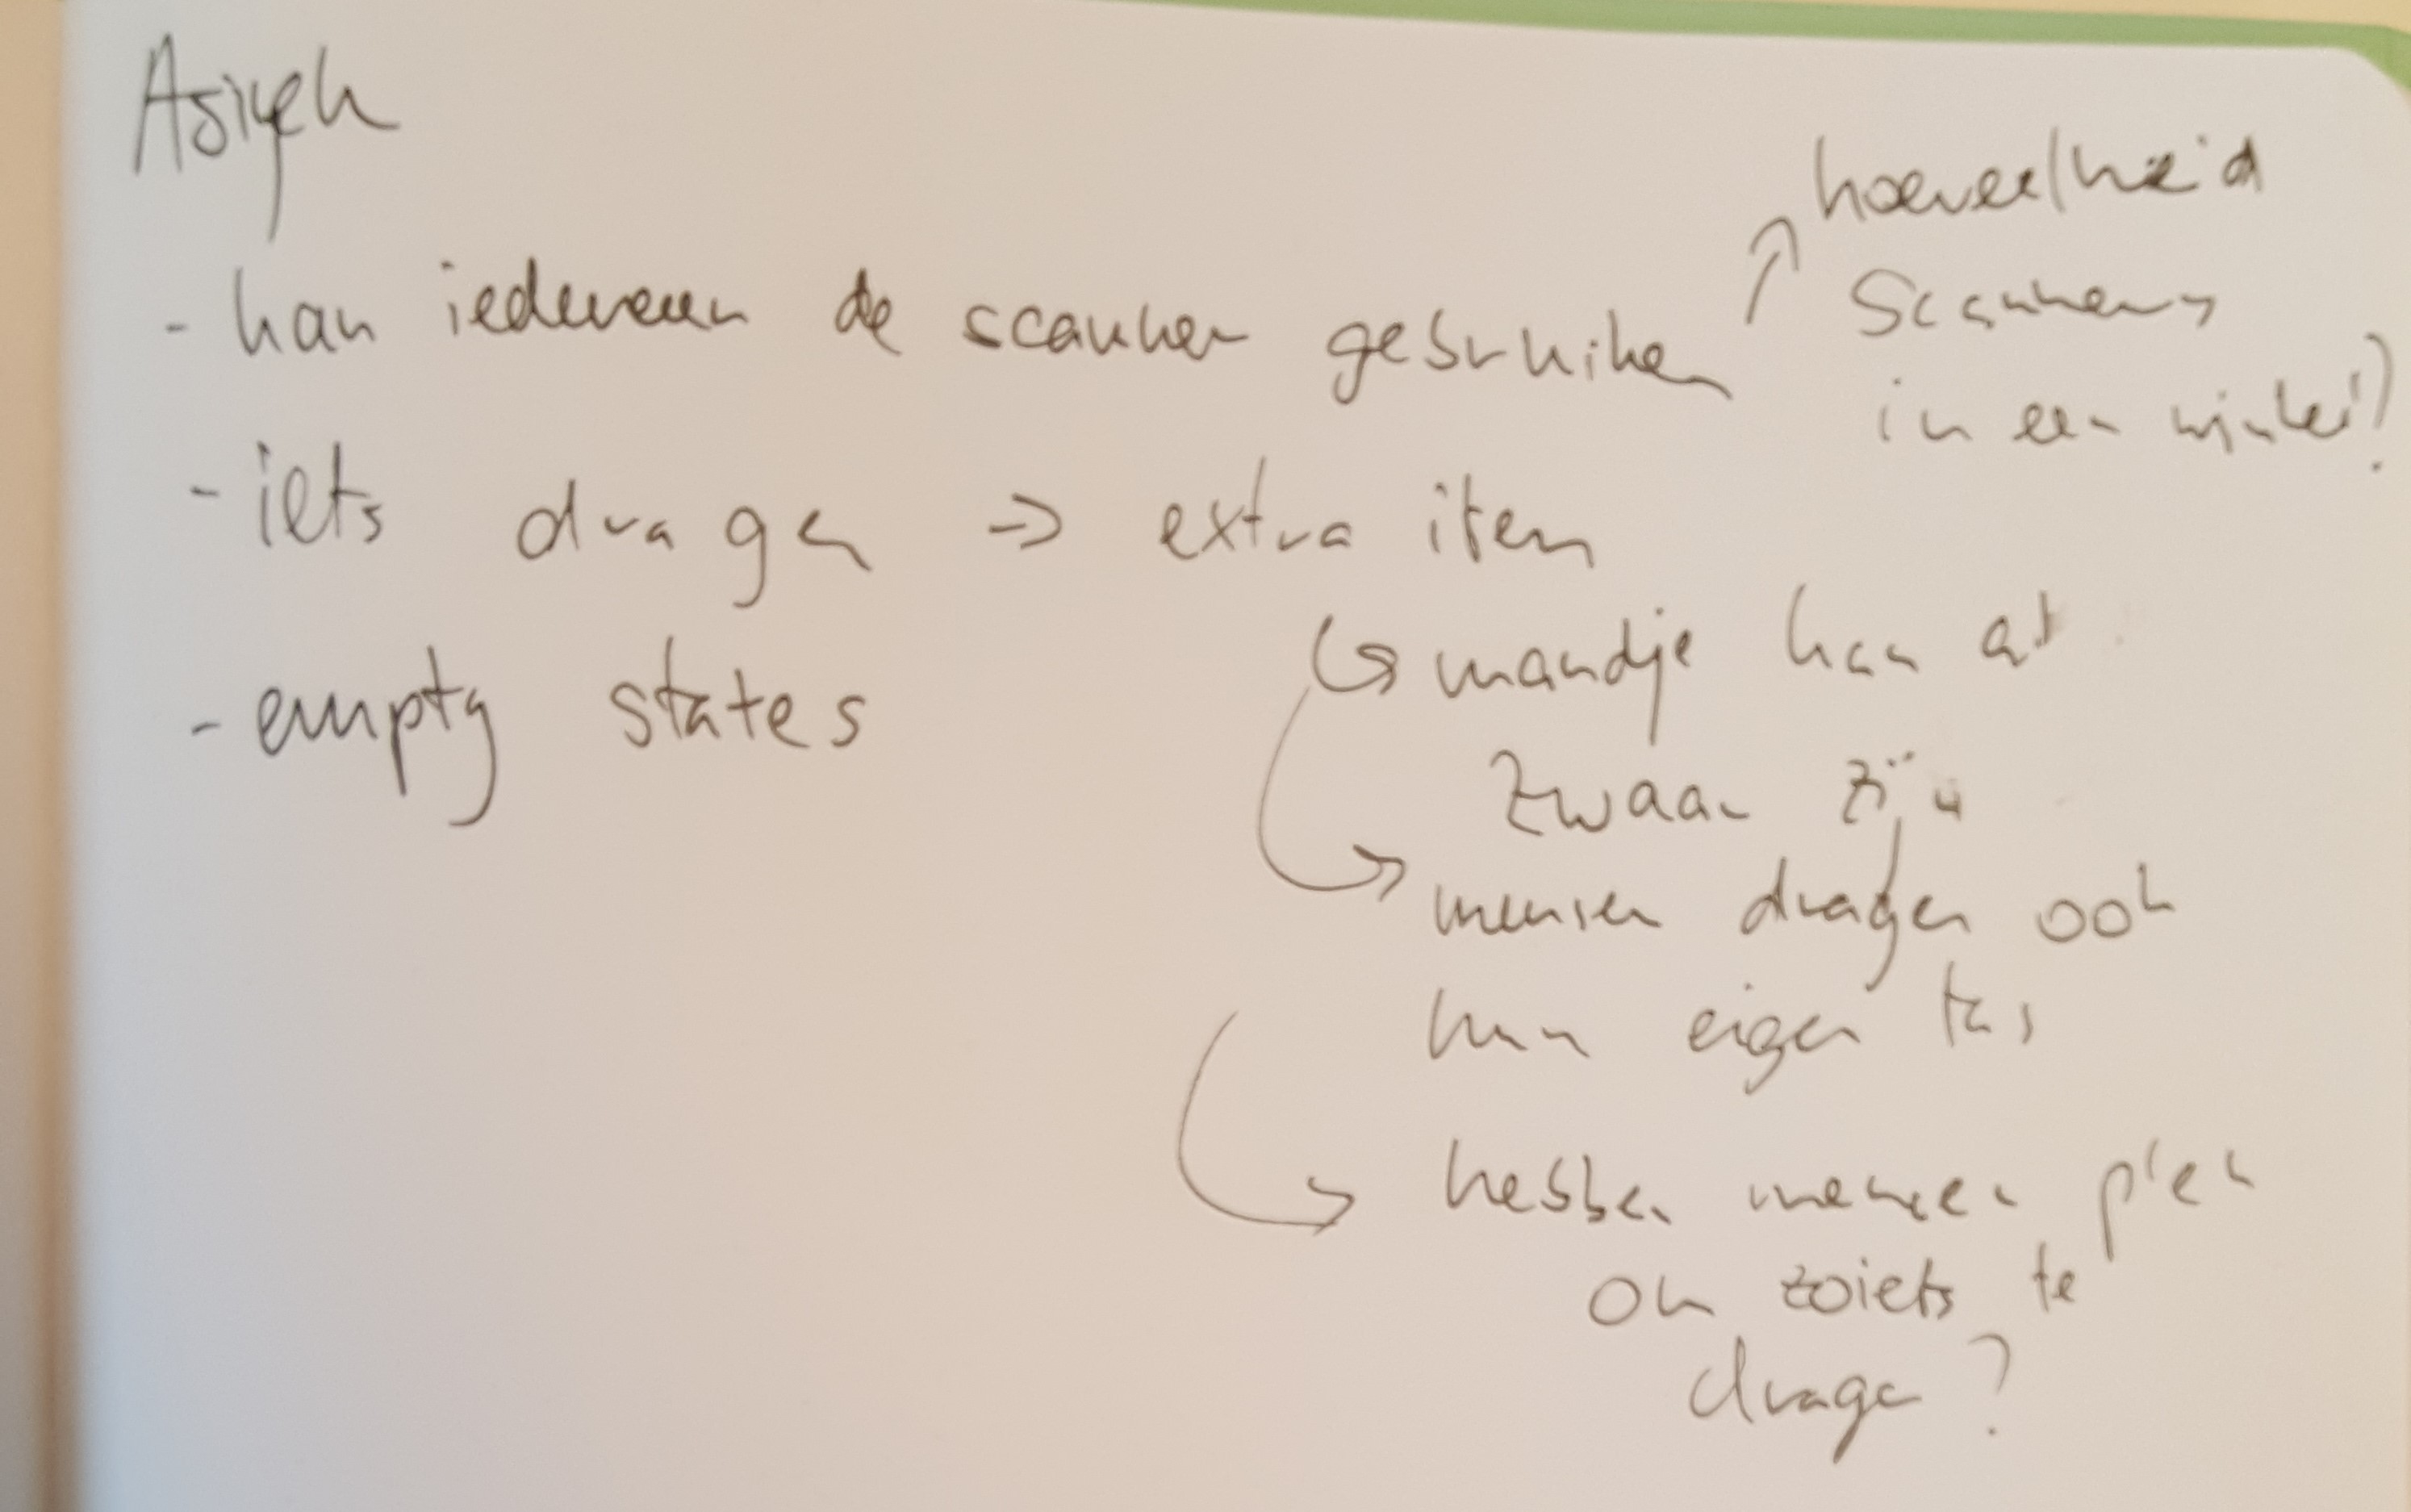 Asiyeh
- kan iedereen de scanner gebruiken
↑ hoeveelheid
scanners
in een winkel?
- iets dragen → extra item
↳ mandje kan al
zwaar zijn
→ mensen dragen ook
hun eigen tas
→ hebben mensen plek
om zoiets te
dragen?
- empty states